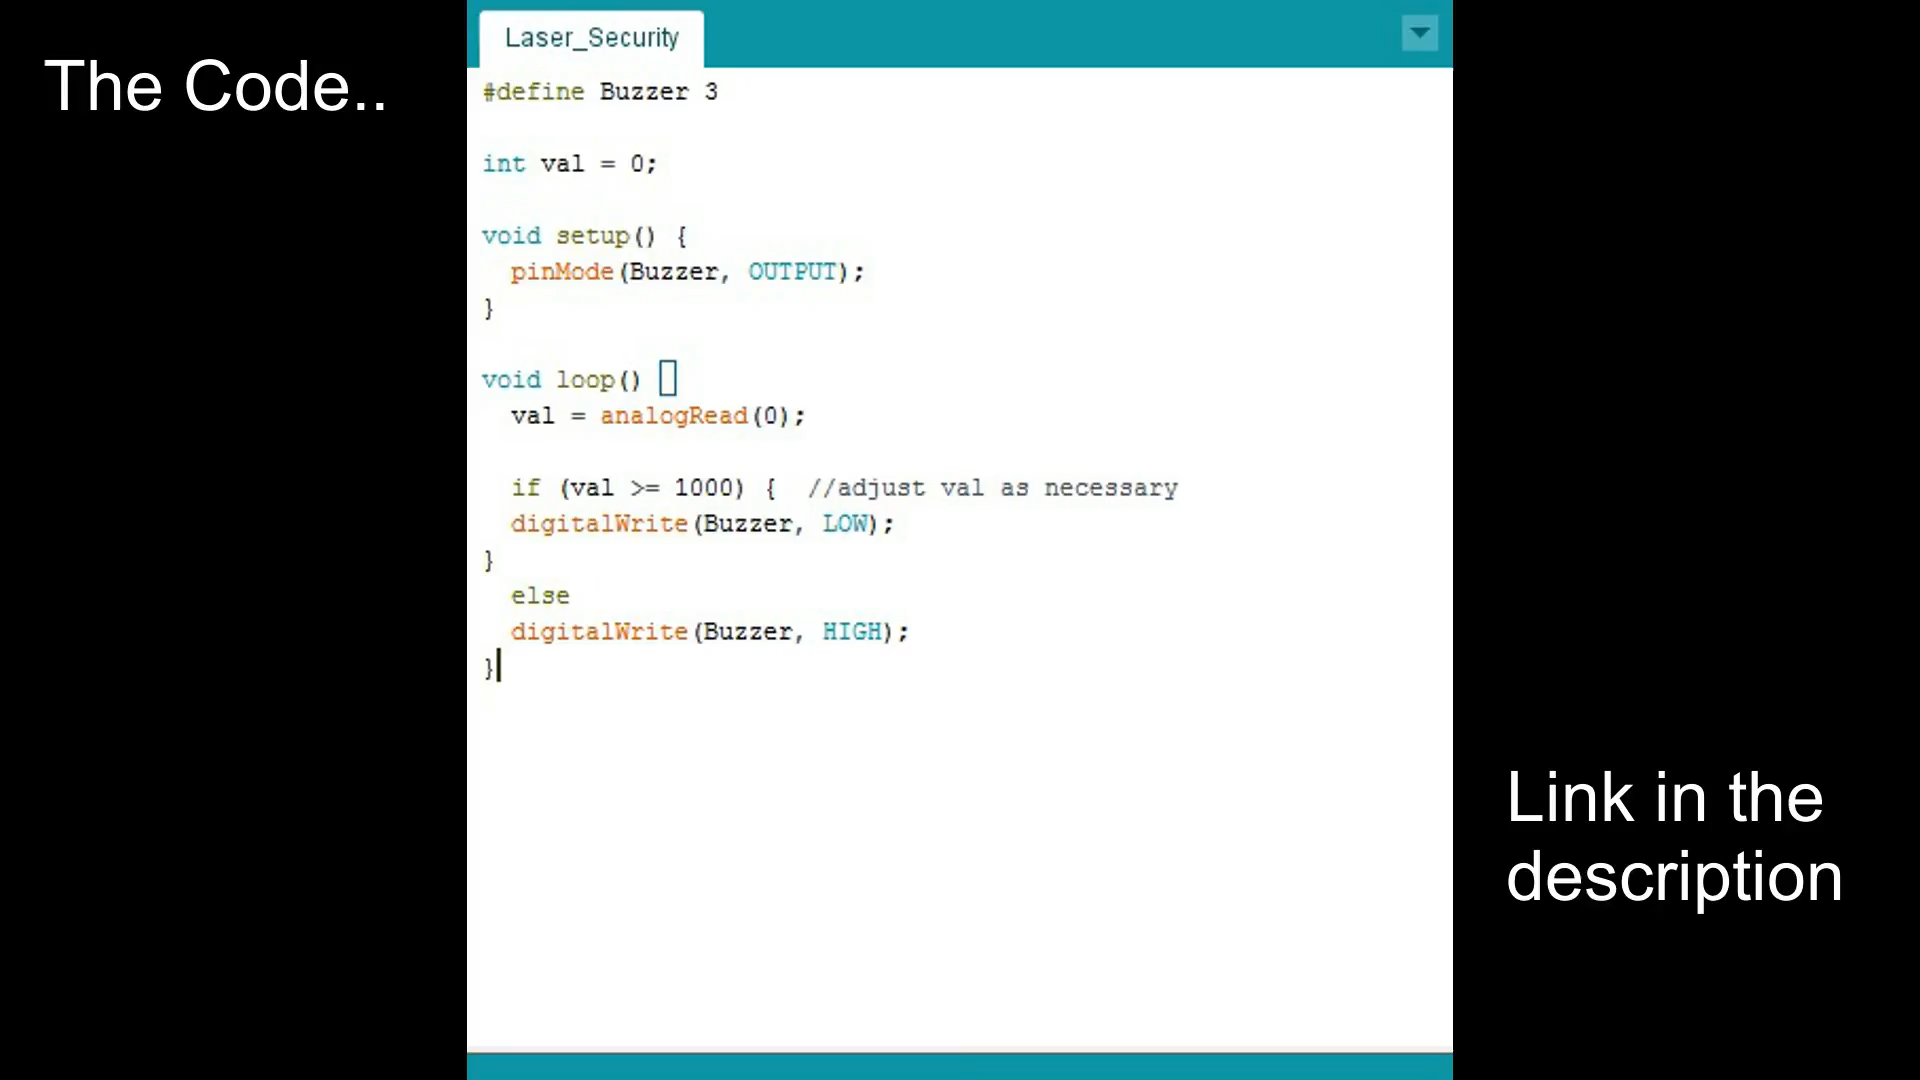 The Code..
Laser_Security
#define Buzzer 3
int val = 0;
void setup() {
pinMode(Buzzer, OUTPUT);
}
void loop()
val = analogRead(0);
if (val >= 1000) {  //adjust val as necessary
digitalWrite(Buzzer, LOW);
}
else
digitalWrite(Buzzer, HIGH);
}
Link in the
description